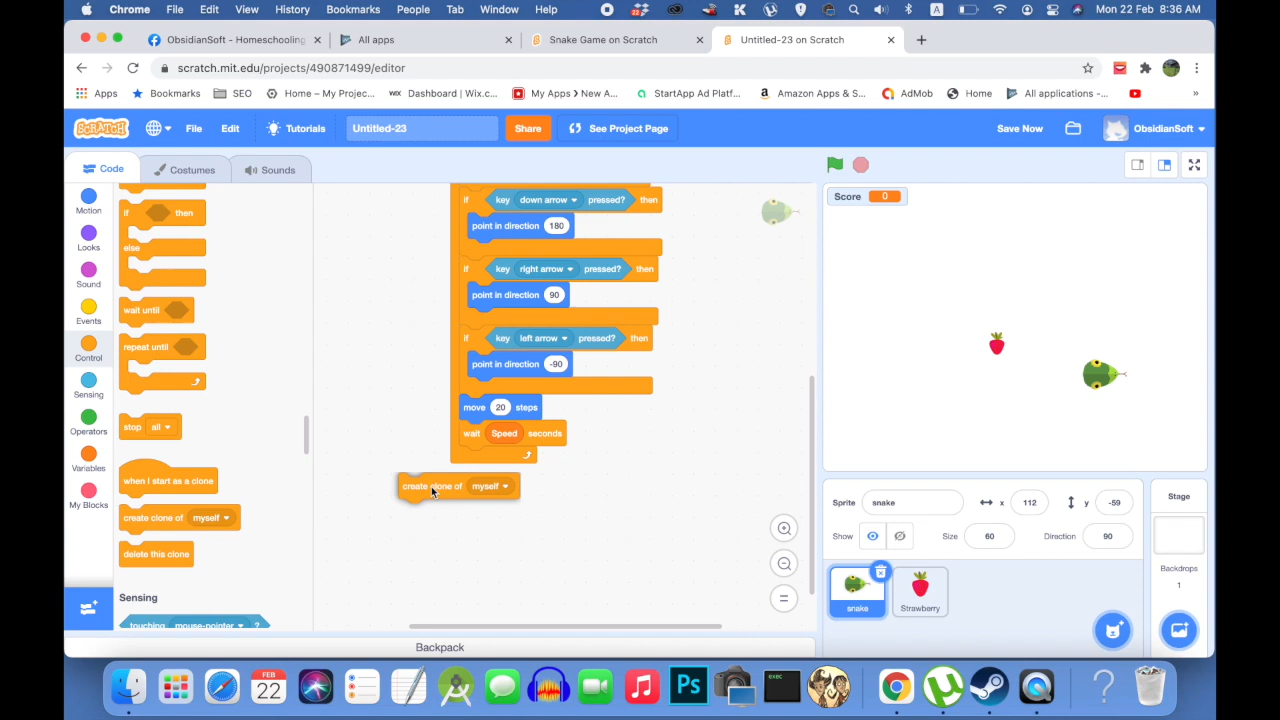 Chrome File Edit View History Bookmarks People Tab Window Help Mon 22 Feb 8:36 AM
ObsidianSoft - Homeschooling
All apps
Snake Game on Scratch
Untitled-23 on Scratch
scratch.mit.edu/projects/490871499/editor
Apps Bookmarks SEO Home – My Projec... WIX Dashboard | Wix.c... My Apps > New A... StartApp Ad Platf... Amazon Apps & S... AdMob Home All applications -... »
SCRATCH File Edit Tutorials Untitled-23 Share See Project Page Save Now ObsidianSoft
Code Costumes Sounds
Motion
Looks
Sound
Events
Control
Sensing
Operators
Variables
My Blocks
if then
else
wait until
repeat until
stop all
when I start as a clone
create clone of myself
delete this clone
Sensing
touching mouse-pointer ?
if key down arrow pressed? then
point in direction 180
if key right arrow pressed? then
point in direction 90
if key left arrow pressed? then
point in direction -90
move 20 steps
wait Speed seconds
create clone of myself
Backpack
Score 0
Sprite snake x 112 y -59
Show Size 60 Direction 90
snake
Strawberry
Stage
Backdrops
1
FEB
22
Ps
exec